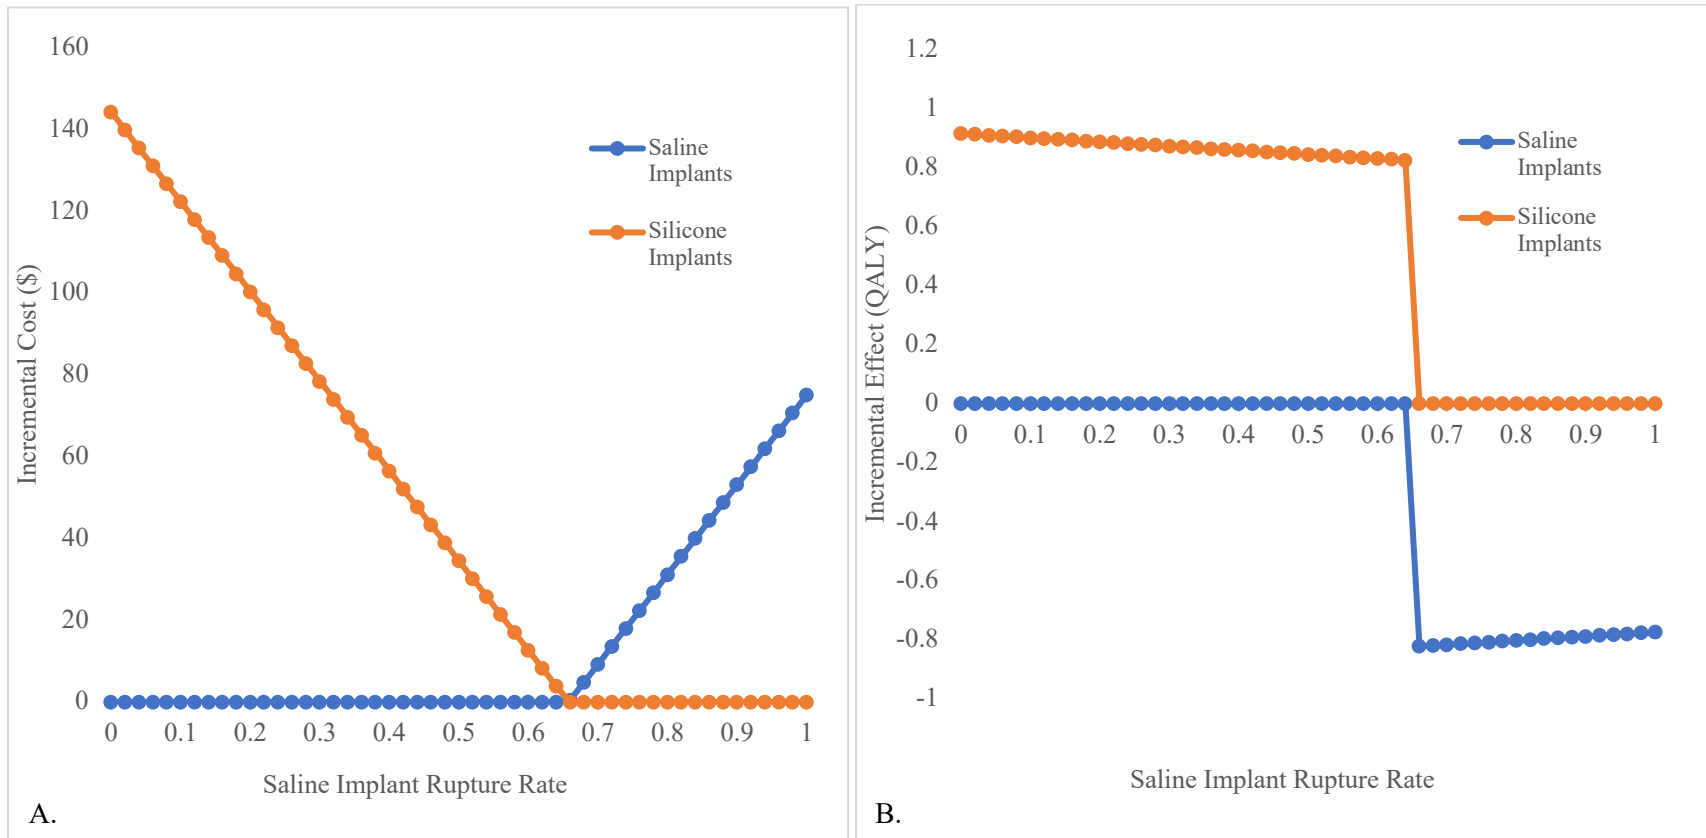 160
140
120
100
80
60
40
20
0
Incremental Cost ($)
Saline
Implants
Silicone
Implants
0 0.1 0.2 0.3 0.4 0.5 0.6 0.7 0.8 0.9 1
Saline Implant Rupture Rate
A.
1.2
1
0.8
0.6
0.4
0.2
0
-0.2
-0.4
-0.6
-0.8
-1
Incremental Effect (QALY)
Saline
Implants
Silicone
Implants
0 0.1 0.2 0.3 0.4 0.5 0.6 0.7 0.8 0.9 1
Saline Implant Rupture Rate
B.